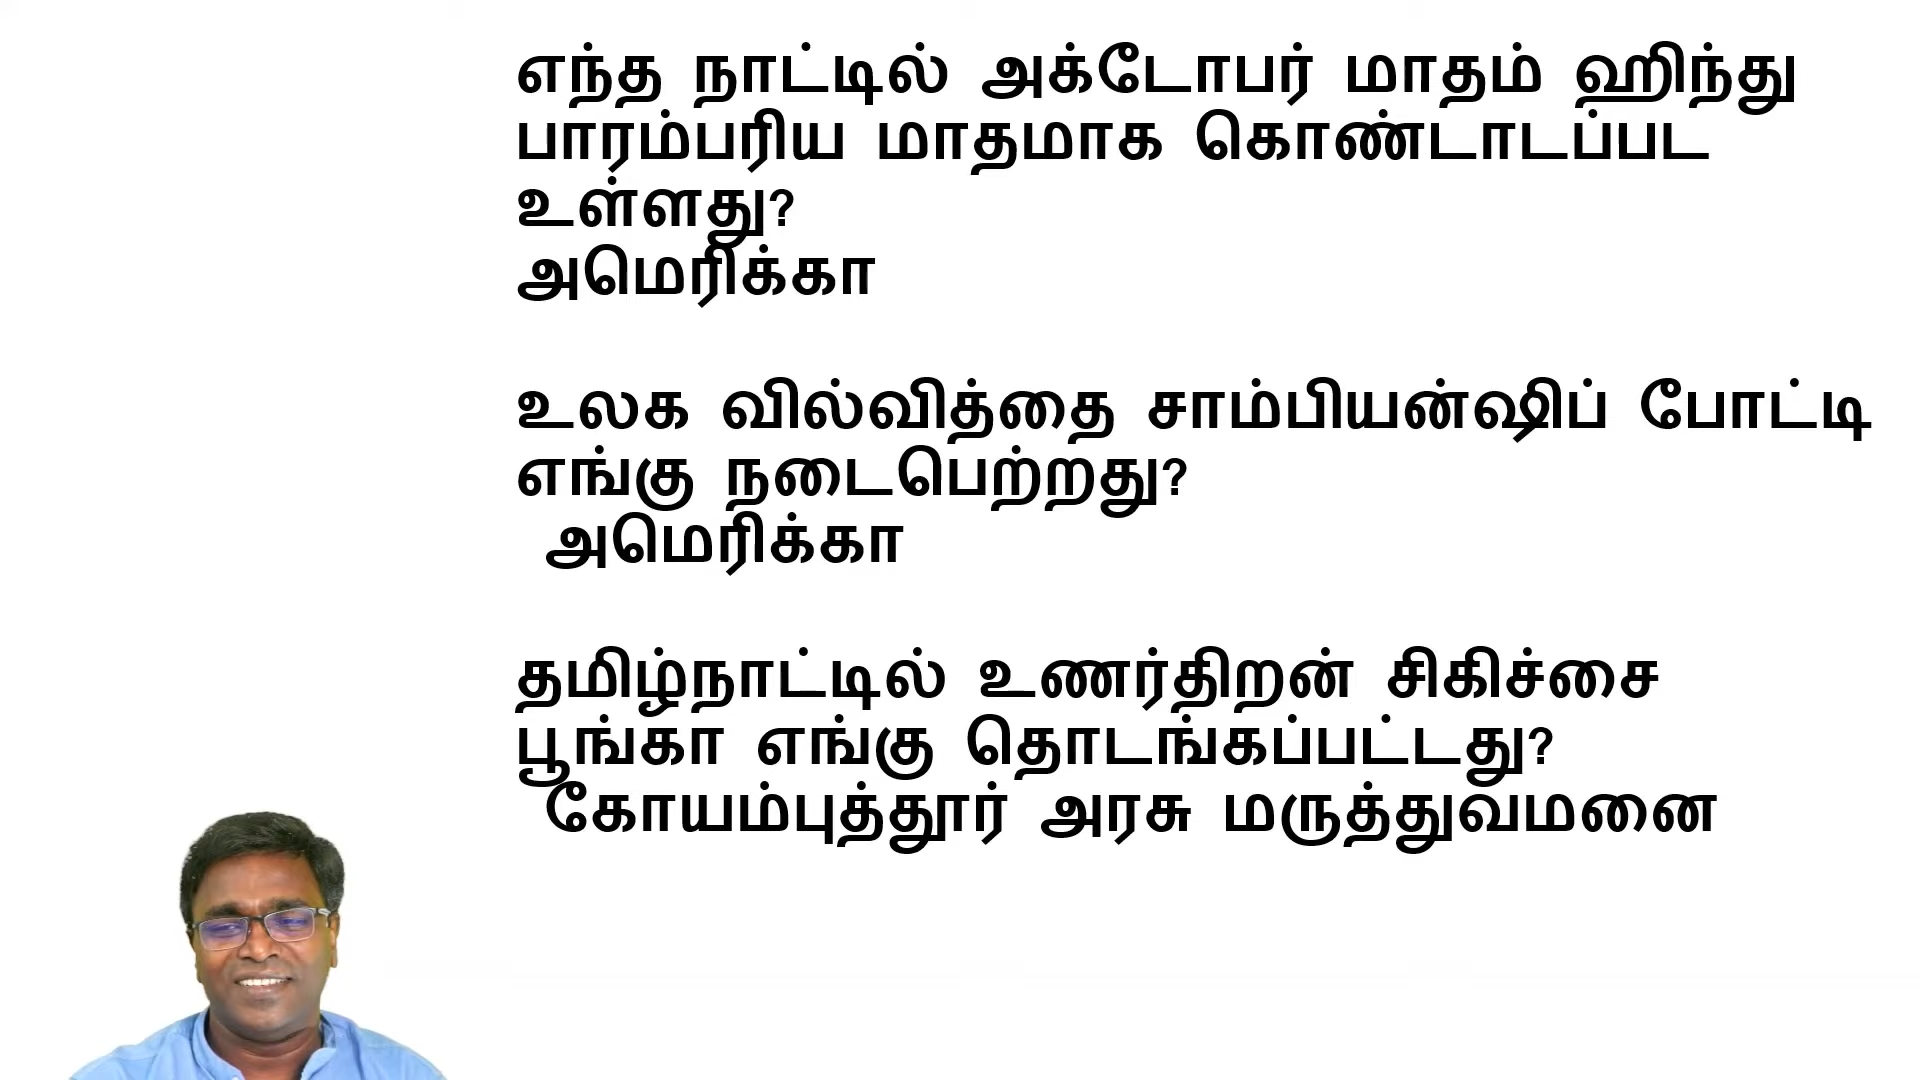 எந்த நாட்டில் அக்டோபர் மாதம் ஹிந்து
பாரம்பரிய மாதமாக கொண்டாடப்பட
உள்ளது?
அமெரிக்கா
உலக வில்வித்தை சாம்பியன்ஷிப் போட்டி
எங்கு நடைபெற்றது?
அமெரிக்கா
தமிழ்நாட்டில் உணர்திறன் சிகிச்சை
பூங்கா எங்கு தொடங்கப்பட்டது?
கோயம்புத்தூர் அரசு மருத்துவமனை